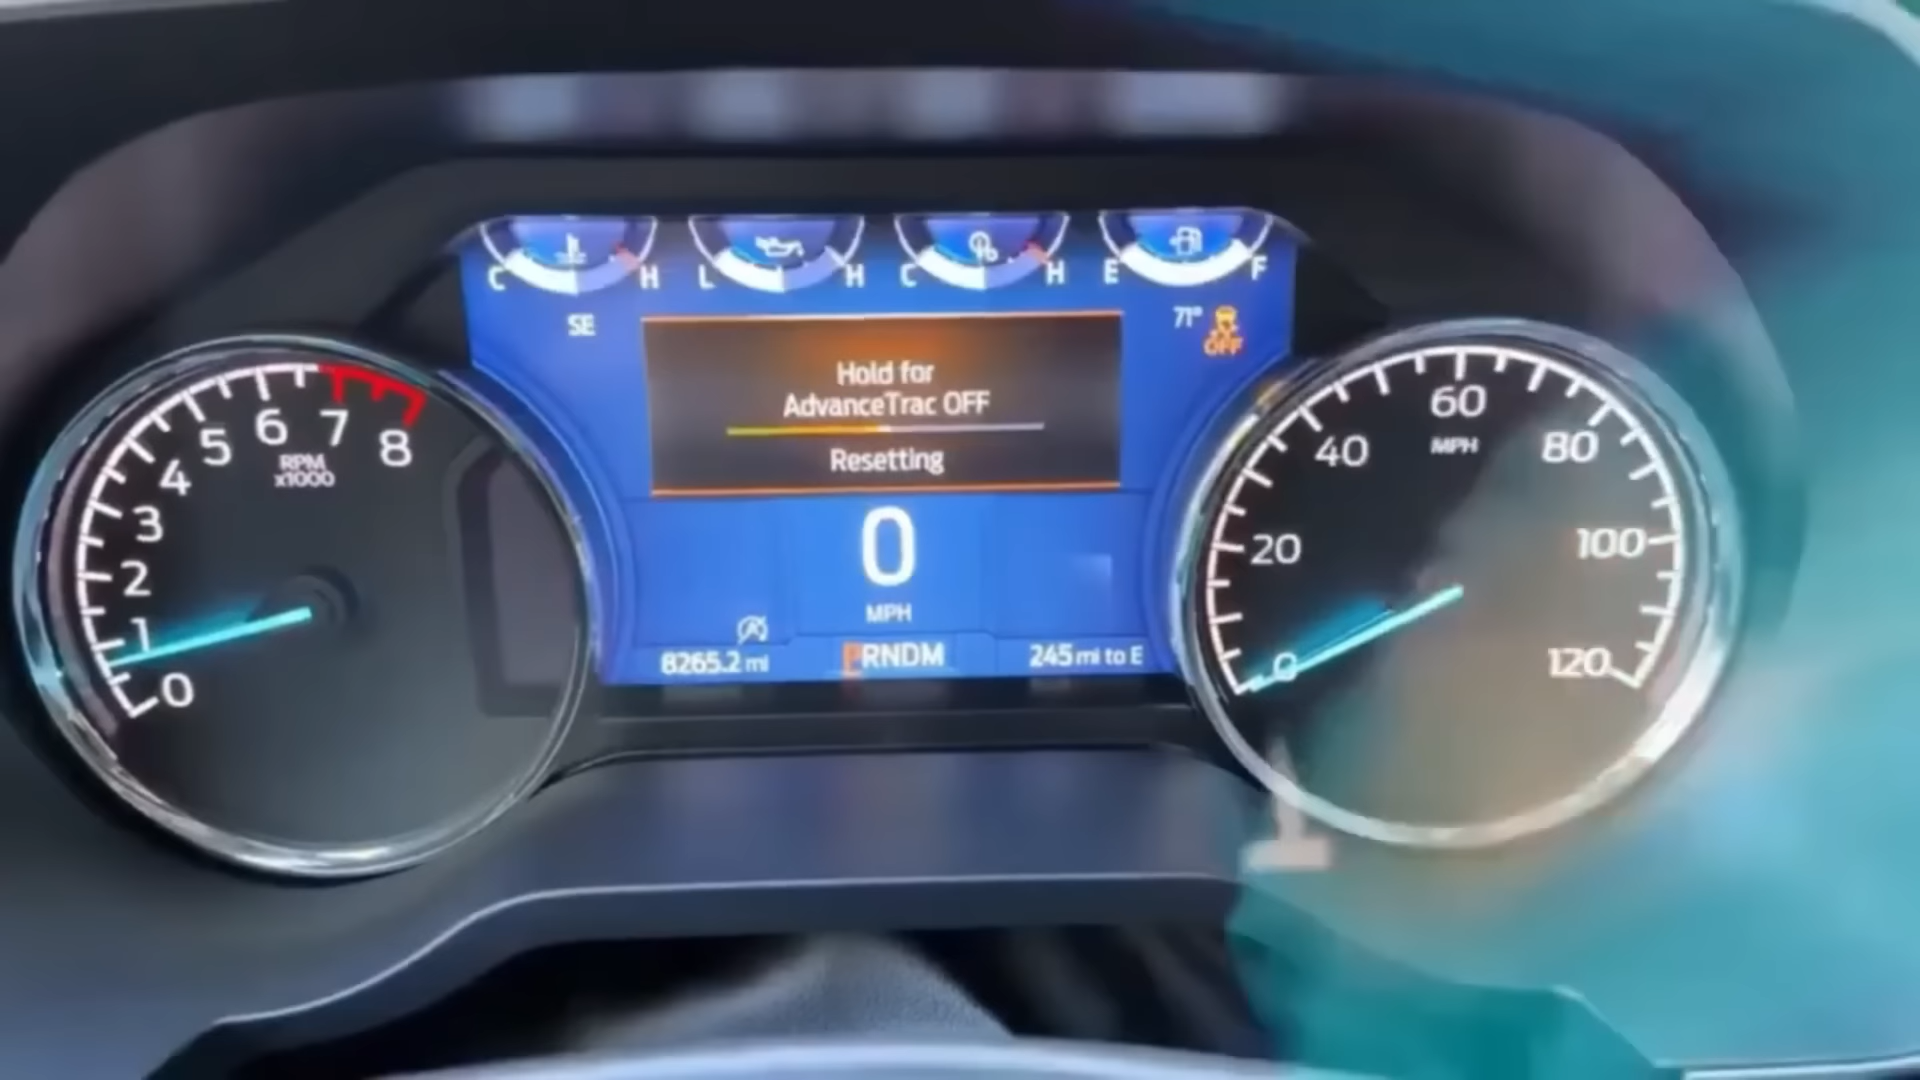 C H L H C H E F
SE
71°
OFF
Hold for
AdvanceTrac OFF
Resetting
0
MPH
8265.2 mi
PRNDM
245 mi to E
0 1 2 3 4 5 6 7 8
RPM
x1000
0 20 40 60 80 100 120
MPH